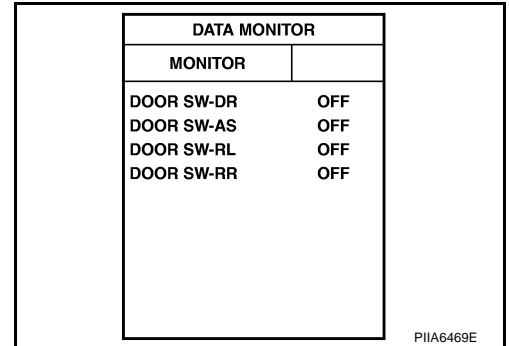 DATA MONITOR
MONITOR
DOOR SW-DR OFF
DOOR SW-AS OFF
DOOR SW-RL OFF
DOOR SW-RR OFF
PIIA6469E